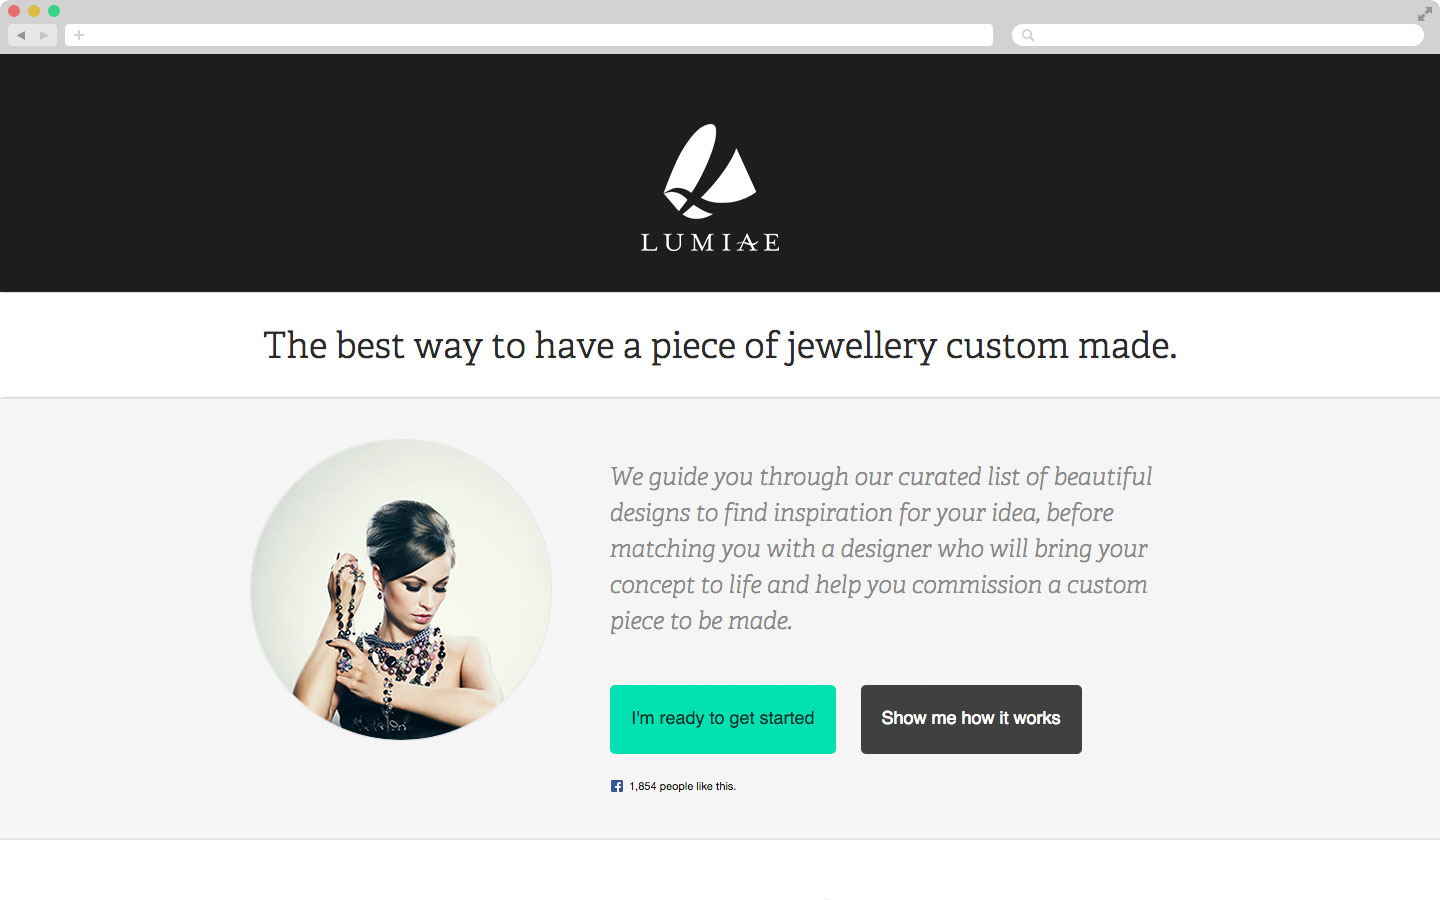 LUMIAE
The best way to have a piece of jewellery custom made.
We guide you through our curated list of beautiful
designs to find inspiration for your idea, before
matching you with a designer who will bring your
concept to life and help you commission a custom
piece to be made.
I'm ready to get started
Show me how it works
1,854 people like this.